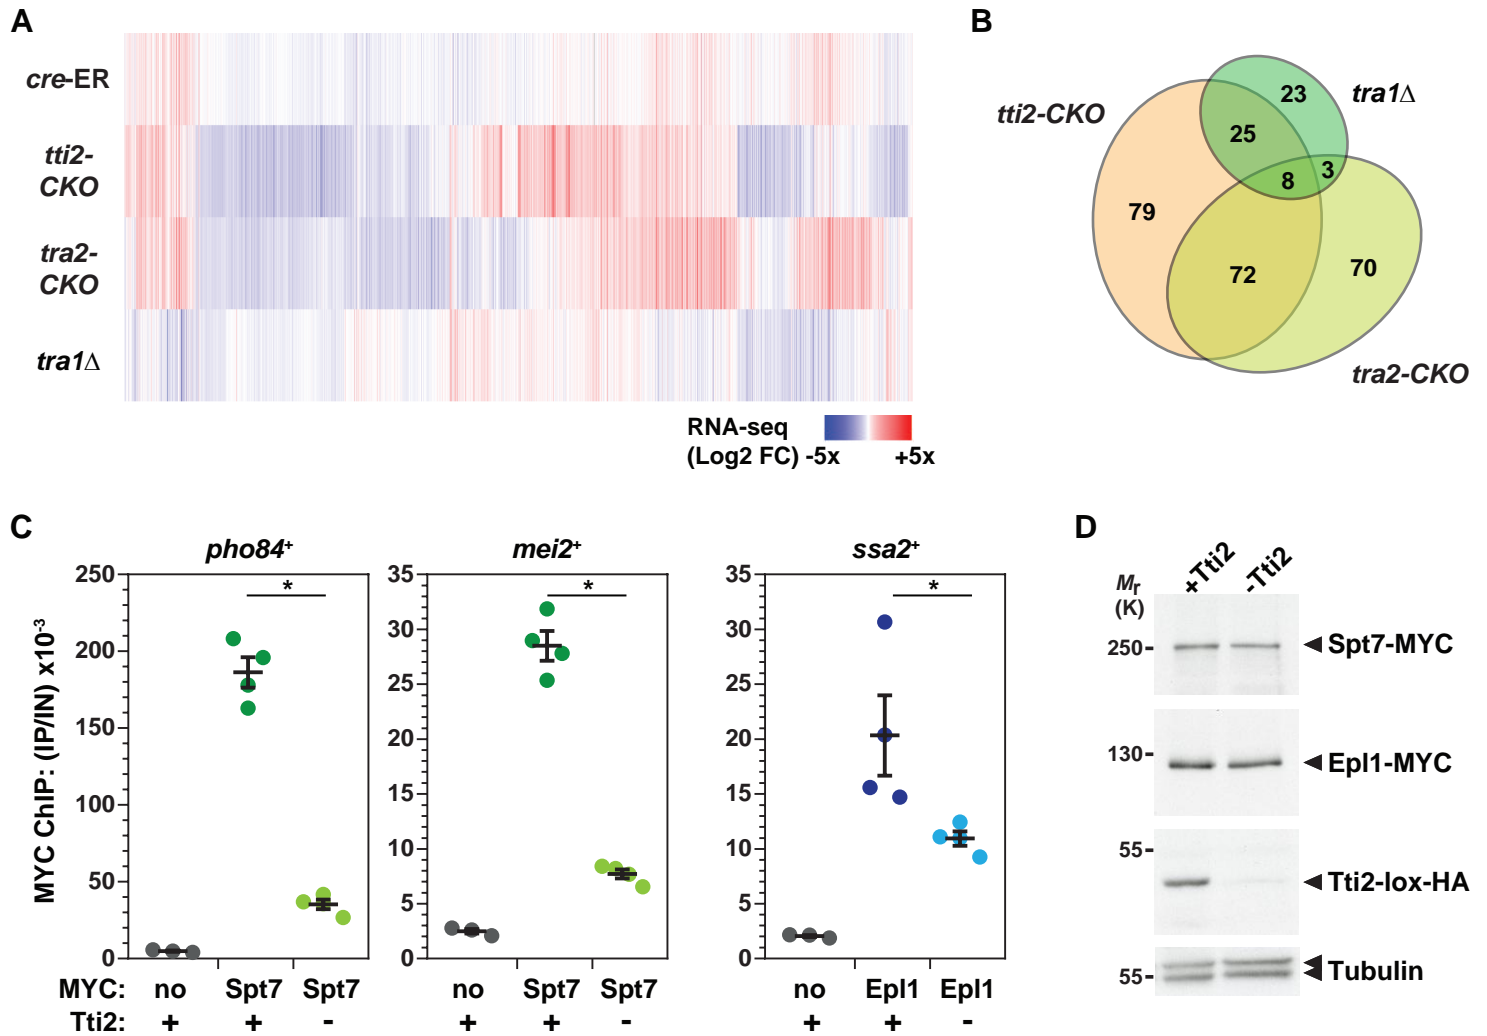 A
cre-ER
tti2-
CKO
tra2-
CKO
tra1Δ
RNA-seq
(Log2 FC) -5x +5x
B
tti2-CKO
tra1Δ
23
25
3
8
79
72
70
tra2-CKO
C
pho84+
mei2+
ssa2+
MYC ChIP: (IP/IN) x10-3
250
200
150
100
50
0
*
35
30
25
20
15
10
5
0
*
35
30
25
20
15
10
5
0
*
MYC: no Spt7 Spt7 no Spt7 Spt7 no Epl1 Epl1
Tti2: + + - + + - + + -
D
Mr
(K)
+Tti2
-Tti2
250-
Spt7-MYC
130-
Epl1-MYC
55-
Tti2-lox-HA
55-
Tubulin